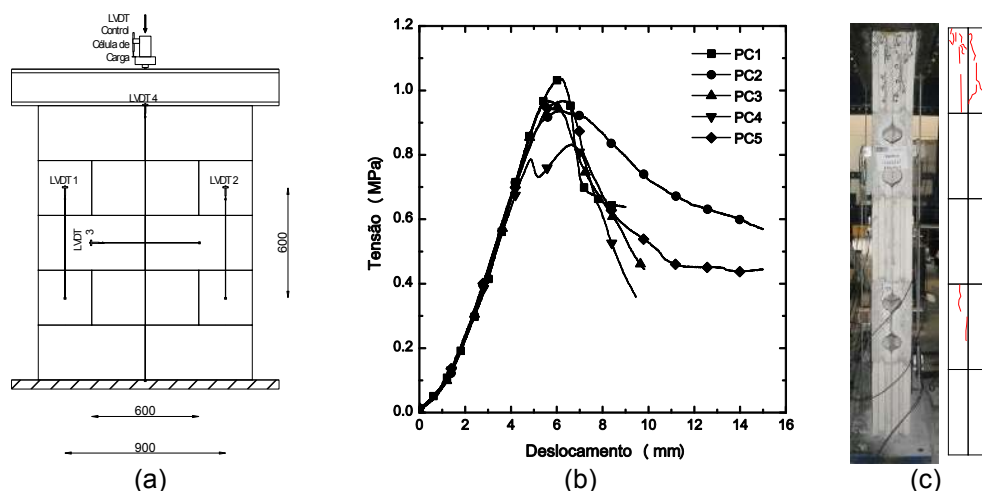 LVDT
Control
Célula de
Carga
LVDT 4
LVDT 1
LVDT 2
LVDT 3
600
600
900
(a)
1.2
1.0
0.8
0.6
0.4
0.2
0.0
Tensão (MPa)
PC1
PC2
PC3
PC4
PC5
0 2 4 6 8 10 12 14 16
Deslocamento ( mm)
(b)
(c)